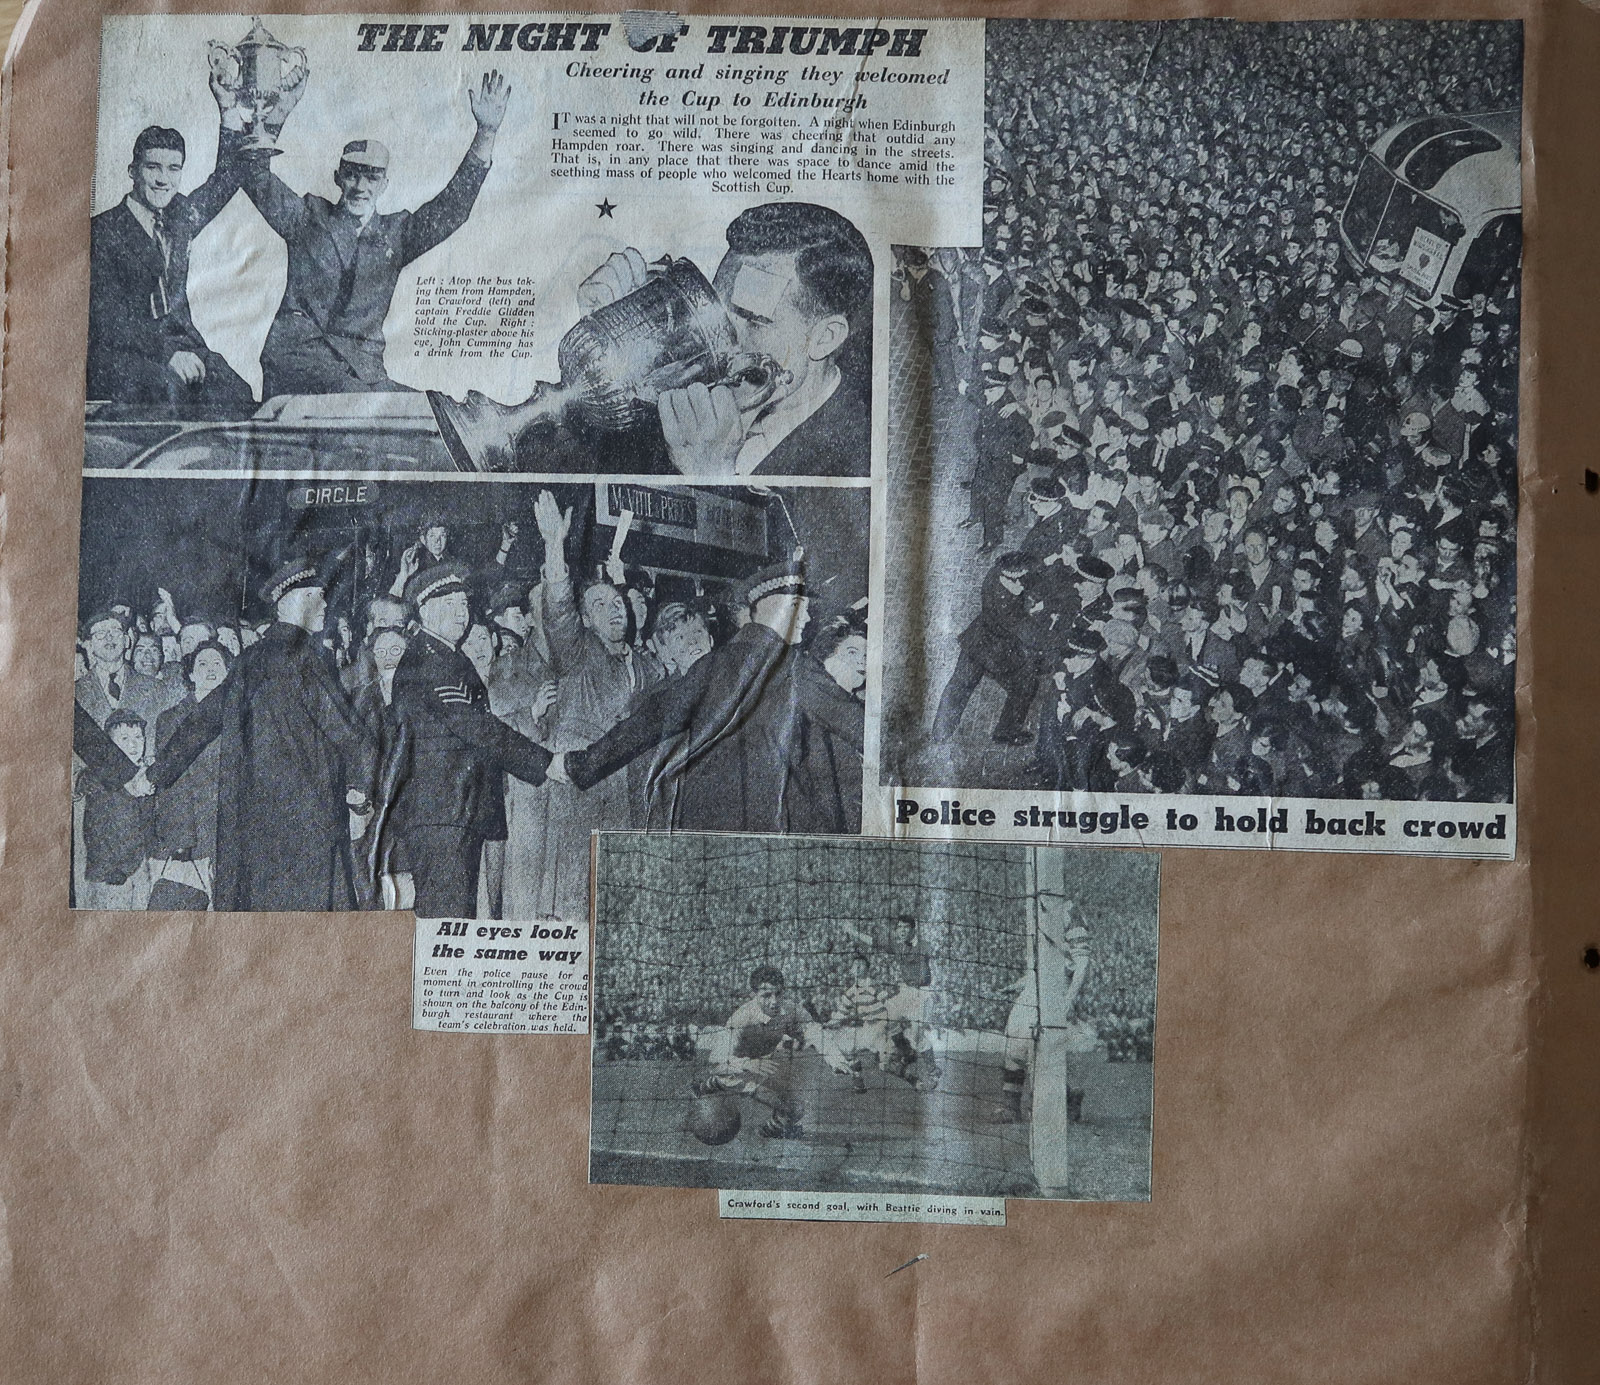 THE NIGHT OF TRIUMPH
Cheering and singing they welcomed
the Cup to Edinburgh
IT was a night that will not be forgotten. A night when Edinburgh
seemed to go wild. There was cheering that outdid any
Hampden roar. There was singing and dancing in the streets.
That is, in any place that there was space to dance amid the
seething mass of people who welcomed the Hearts home with the
Scottish Cup.
Left : Atop the bus tak-
ing them from Hampden,
Ian Crawford (left) and
captain Freddie Glidden
hold the Cup. Right :
Sticking-plaster above his
eye, John Cumming has
a drink from the Cup.
CIRCLE
Police struggle to hold back crowd
All eyes look
the same way
Even the police pause for a
moment in controlling the crowd
to turn and look as the Cup is
shown on the balcony of the Edin-
burgh restaurant where the
team's celebration was held.
Crawford's second goal, with Beattie diving in vain.